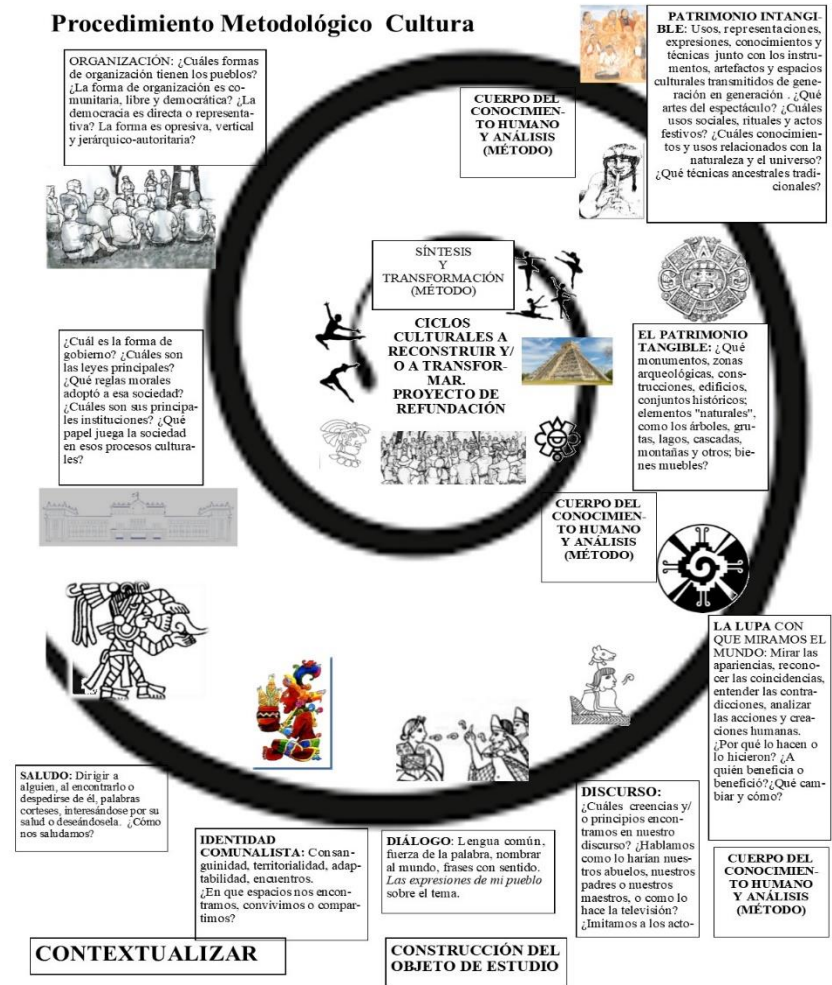 Procedimiento Metodológico Cultura
ORGANIZACIÓN: ¿Cuáles formas
de organización tienen los pueblos?
¿La forma de organización es co-
munitaria, libre y democrática? ¿La
democracia es directa o representa-
tiva? La forma es opresiva, vertical
y jerárquico-autoritaria?
CUERPO DEL
CONOCIMIEN-
TO HUMANO
Y ANÁLISIS
(MÉTODO)
PATRIMONIO INTANGI-
BLE: Usos, representaciones,
expresiones, conocimientos y
técnicas junto con los instru-
mentos, artefactos y espacios
culturales transmitidos de gene-
ración en generación . ¿Qué
artes del espectáculo? ¿Cuáles
usos sociales, rituales y actos
festivos? ¿Cuáles conocimien-
tos y usos relacionados con la
naturaleza y el universo?
¿Qué técnicas ancestrales tradi-
cionales?
SÍNTESIS
Y
TRANSFORMACIÓN
(MÉTODO)
CICLOS
CULTURALES A
RECONSTRUIR Y/
O A TRANSFOR-
MAR.
PROYECTO DE
REFUNDACIÓN
¿Cuál es la forma de
gobierno? ¿Cuáles son
las leyes principales?
¿Qué reglas morales
adoptó a esa sociedad?
¿Cuáles son sus principa-
les instituciones? ¿Qué
papel juega la sociedad
en esos procesos cultura-
les?
EL PATRIMONIO
TANGIBLE: ¿Qué
monumentos, zonas
arqueológicas, cons-
trucciones, edificios,
conjuntos históricos;
elementos "naturales",
como los árboles, gru-
tas, lagos, cascadas,
montañas y otros; bie-
nes muebles?
CUERPO DEL
CONOCIMIEN-
TO HUMANO
Y ANÁLISIS
(MÉTODO)
LA LUPA CON
QUE MIRAMOS EL
MUNDO: Mirar las
apariencias, recono-
cer las coincidencias,
entender las contra-
dicciones, analizar
las acciones y crea-
ciones humanas.
¿Por qué lo hacen o
lo hicieron? ¿A
quién beneficia o
benefició?¿Qué cam-
biar y cómo?
SALUDO: Dirigir a
alguien, al encontrarlo o
despedirse de él, palabras
corteses, interesándose por su
salud o deseándosela. ¿Cómo
nos saludamos?
IDENTIDAD
COMUNALISTA: Consan-
guinidad, territorialidad, adap-
tabilidad, encuentros.
¿En que espacios nos encon-
tramos, convivimos o compar-
timos?
DIÁLOGO: Lengua común,
fuerza de la palabra, nombrar
al mundo, frases con sentido.
Las expresiones de mi pueblo
sobre el tema.
DISCURSO:
¿Cuáles creencias y/
o principios encon-
tramos en nuestro
discurso? ¿Hablamos
como lo harían nues-
tros abuelos, nuestros
padres o nuestros
maestros, o como lo
hace la televisión?
¿Imitamos a los acto-
CUERPO DEL
CONOCIMIEN-
TO HUMANO
Y ANÁLISIS
(MÉTODO)
CONTEXTUALIZAR
CONSTRUCCIÓN DEL
OBJETO DE ESTUDIO